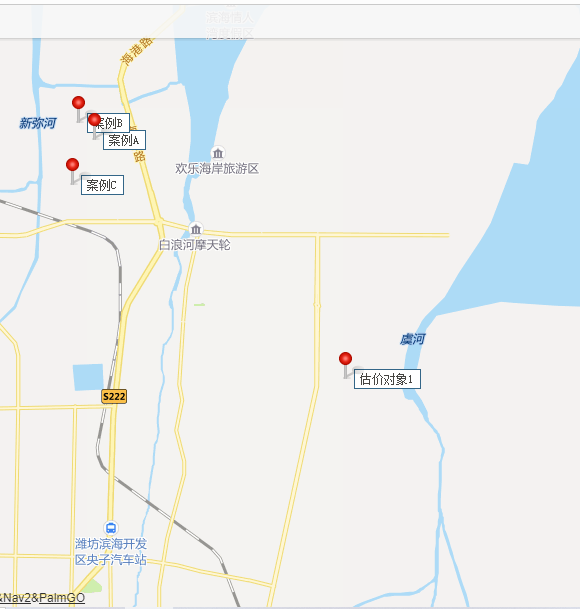 海港路
新弥河
案例B
案例A
路
案例C
欢乐海岸旅游区
白浪河摩天轮
虞河
估价对象1
S222
潍坊滨海开发
区央子汽车站
&Nav2&PalmGO